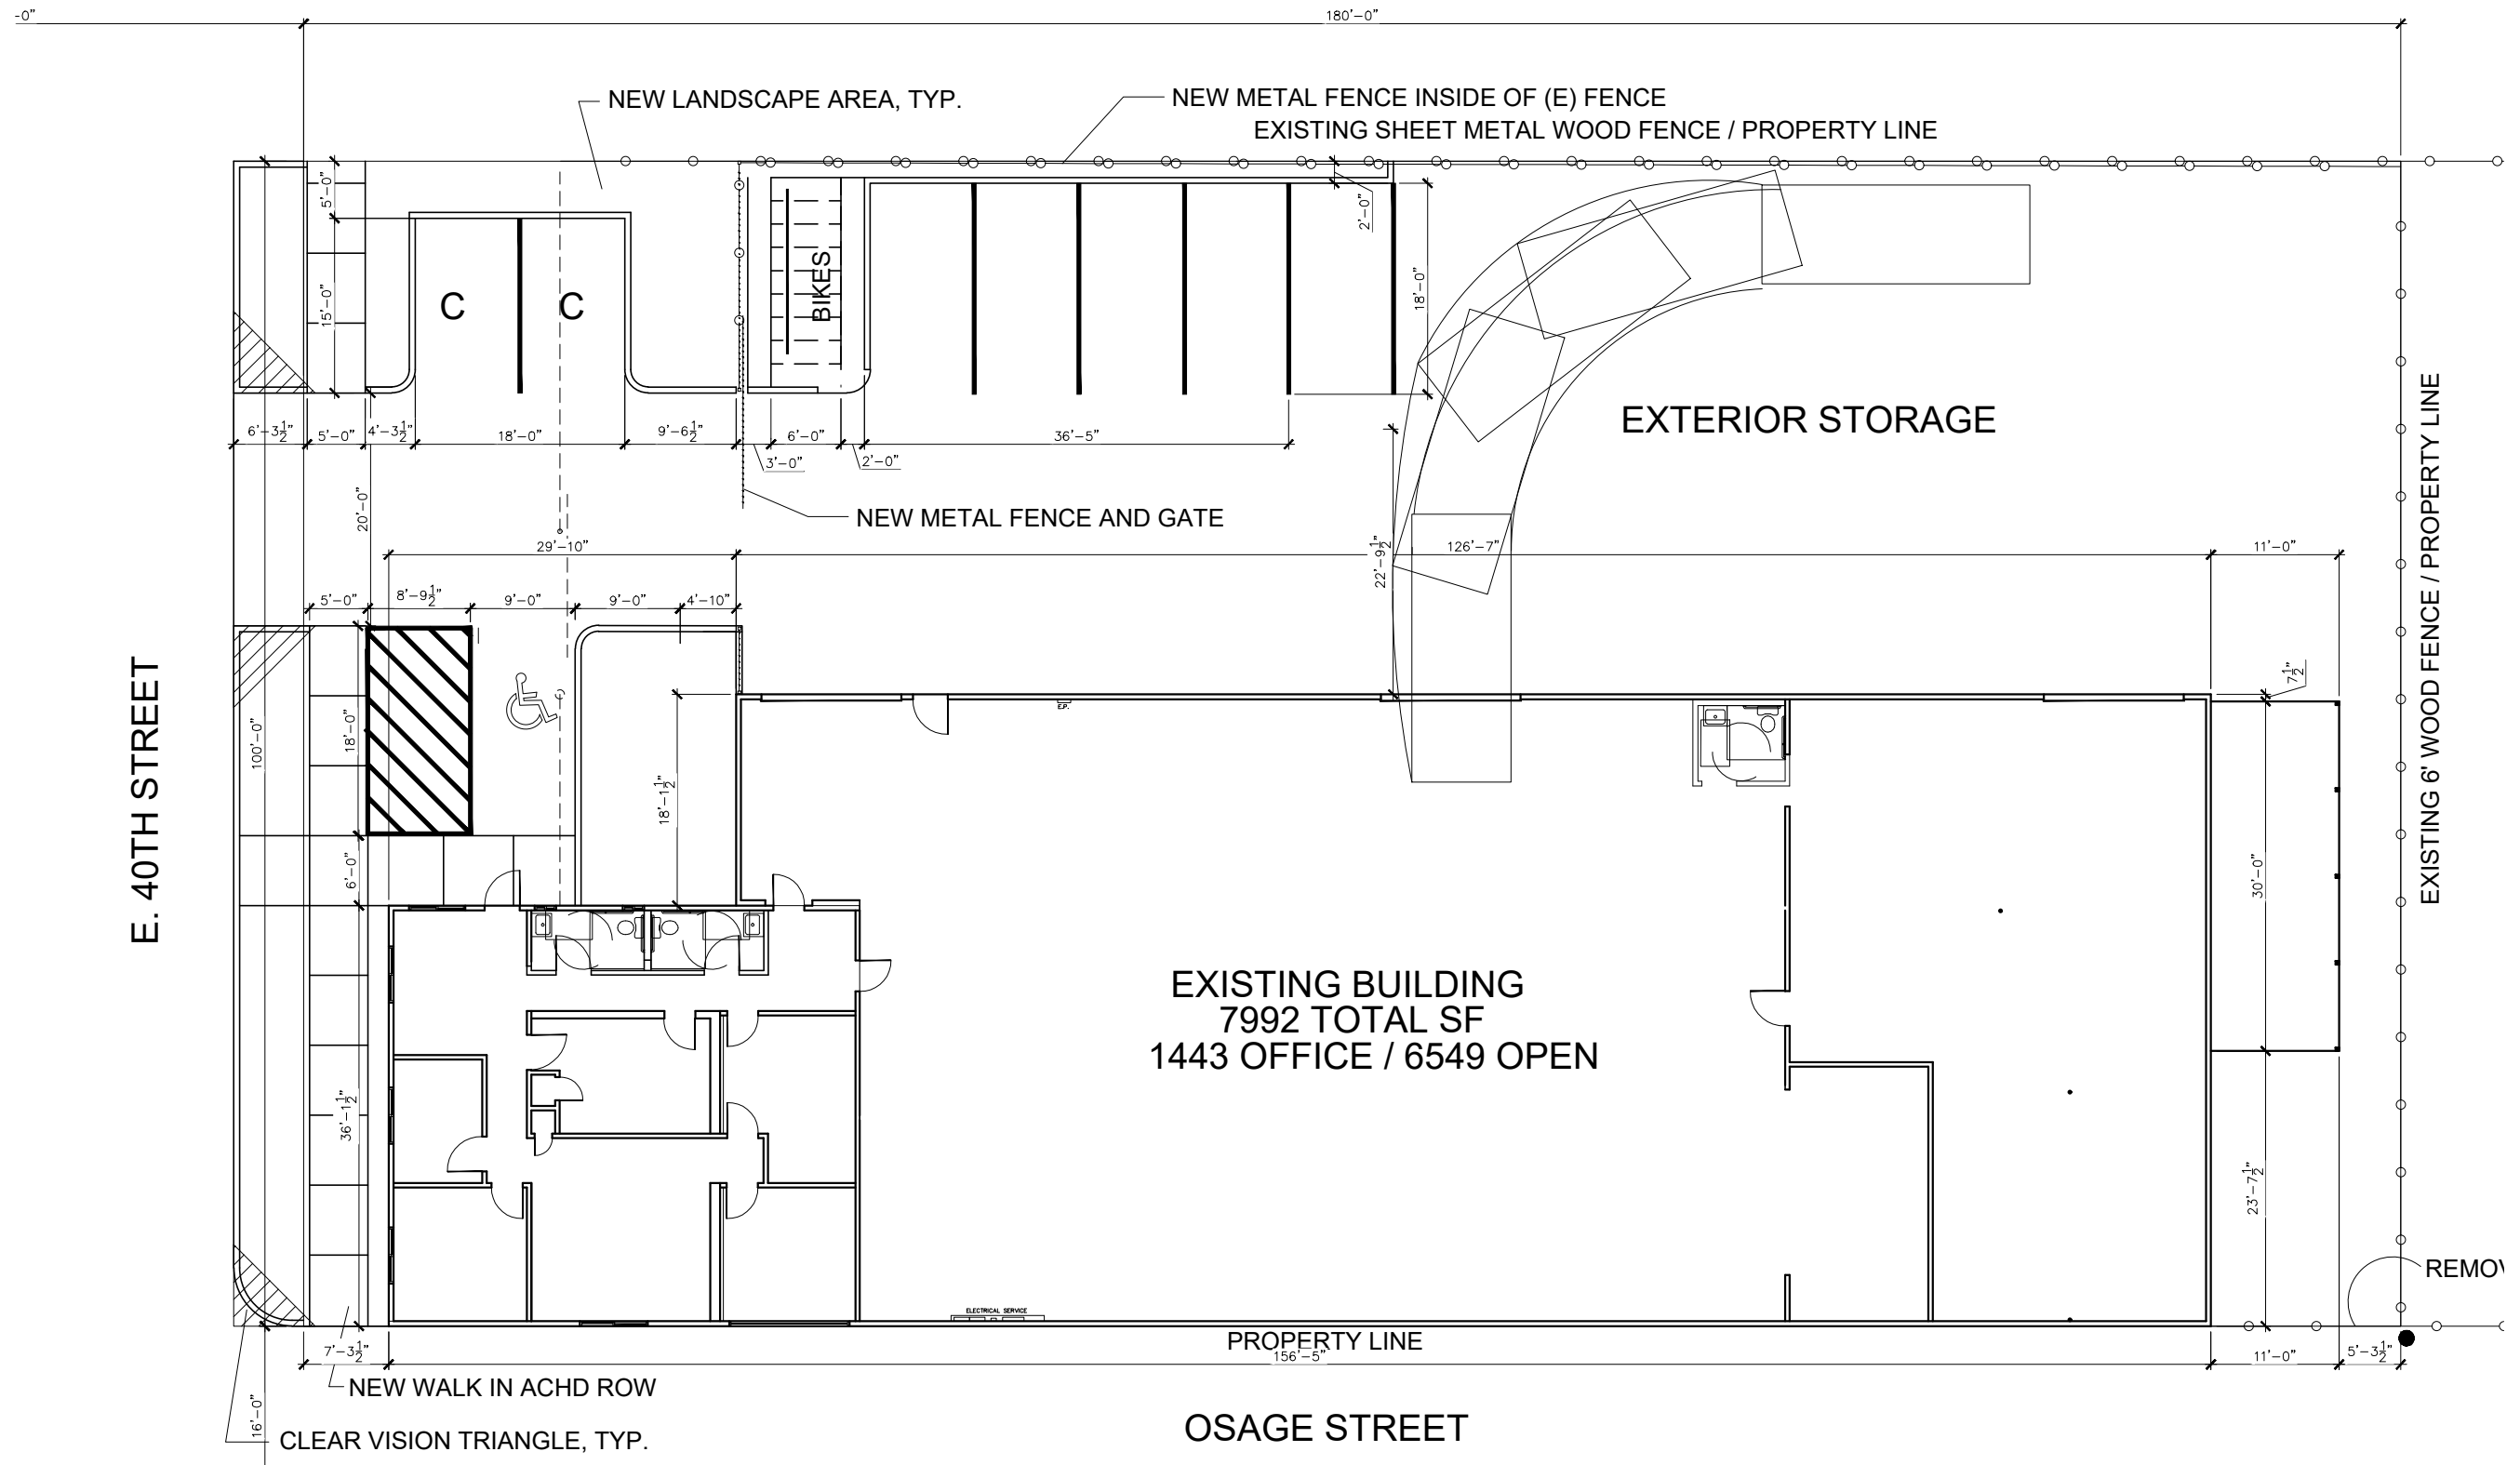 -0"
180'-0"
NEW LANDSCAPE AREA, TYP.
NEW METAL FENCE INSIDE OF (E) FENCE
EXISTING SHEET METAL WOOD FENCE / PROPERTY LINE
5'-0"
15'-0"
C
C
BIKES
2'-0"
18'-0"
EXTERIOR STORAGE
EXISTING 6' WOOD FENCE / PROPERTY LINE
6'-3½"
5'-0"
4'-3½"
18'-0"
9'-6½"
3'-0"
6'-0"
2'-0"
36'-5"
20'-0"
NEW METAL FENCE AND GATE
29'-10"
22'-9½"
126'-7"
11'-0"
5'-0"
8'-9½"
9'-0"
9'-0"
4'-10"
E. 40TH STREET
100'-0"
18'-0"
18'-1½"
E.P.
7½"
6'-0"
30'-0"
EXISTING BUILDING
7992 TOTAL SF
1443 OFFICE / 6549 OPEN
36'-1½"
23'-7½"
ELECTRICAL SERVICE
REMOV
PROPERTY LINE
7'-3½"
156'-5"
11'-0"
5'-3½"
NEW WALK IN ACHD ROW
16'-0"
CLEAR VISION TRIANGLE, TYP.
OSAGE STREET